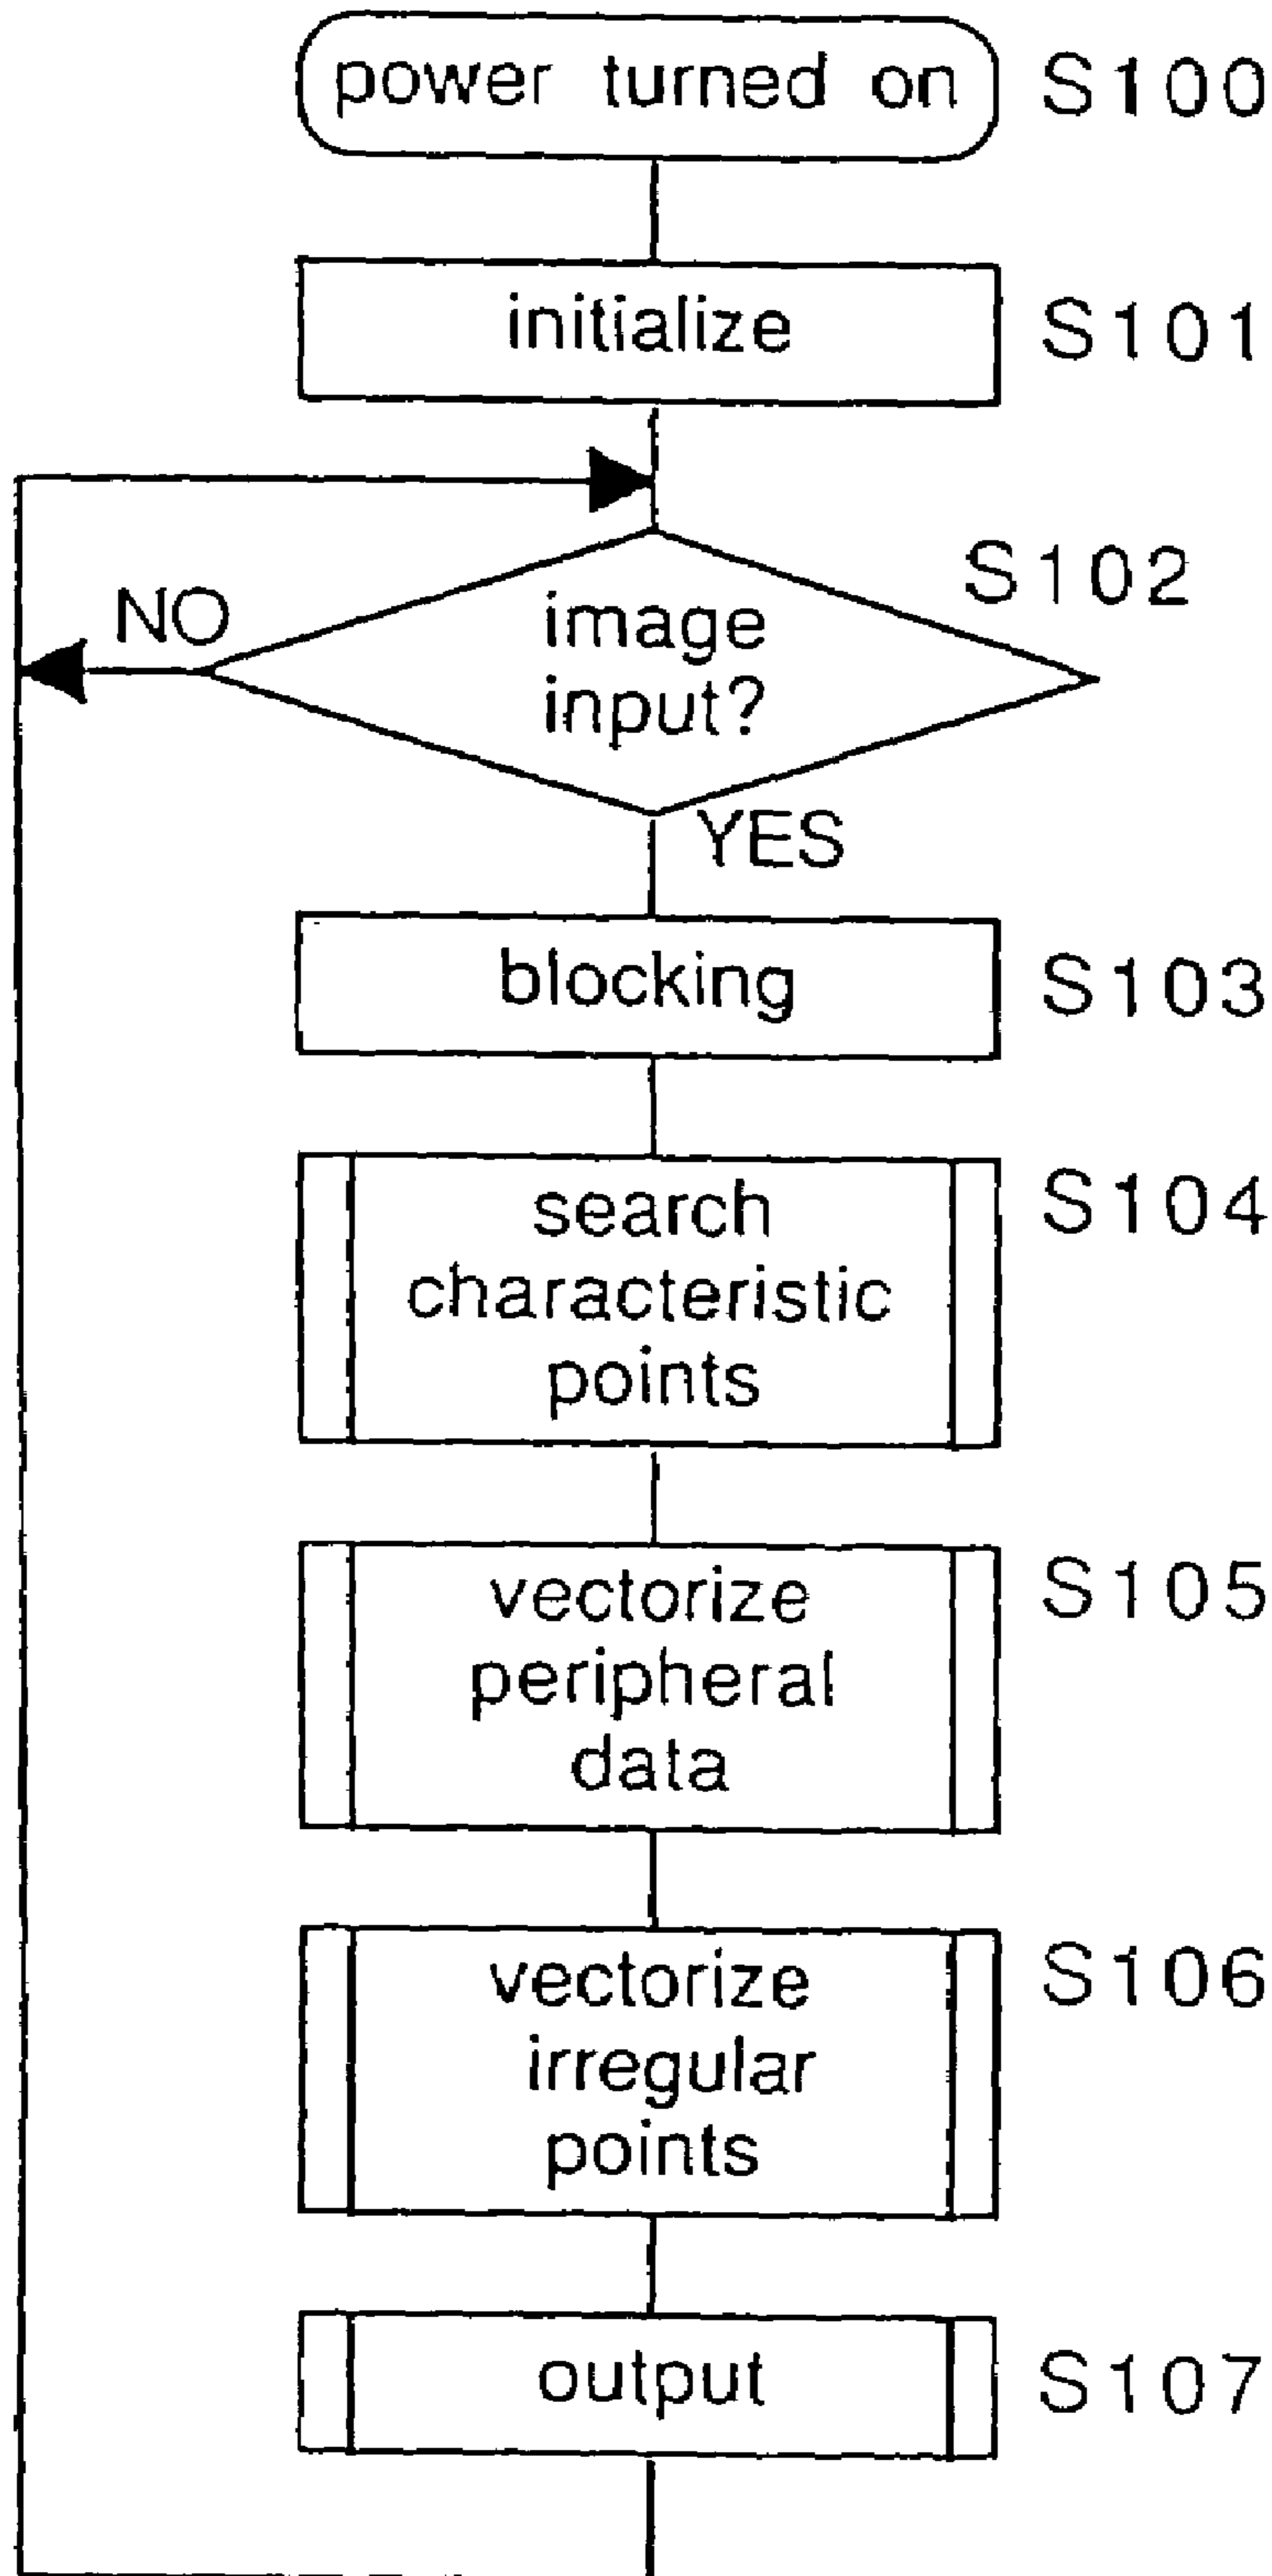 power turned on S100
initialize S101
S102
NO
image
input?
YES
blocking S103
search S104
characteristic
points
vectorize S105
peripheral
data
vectorize S106
irregular
points
output S107